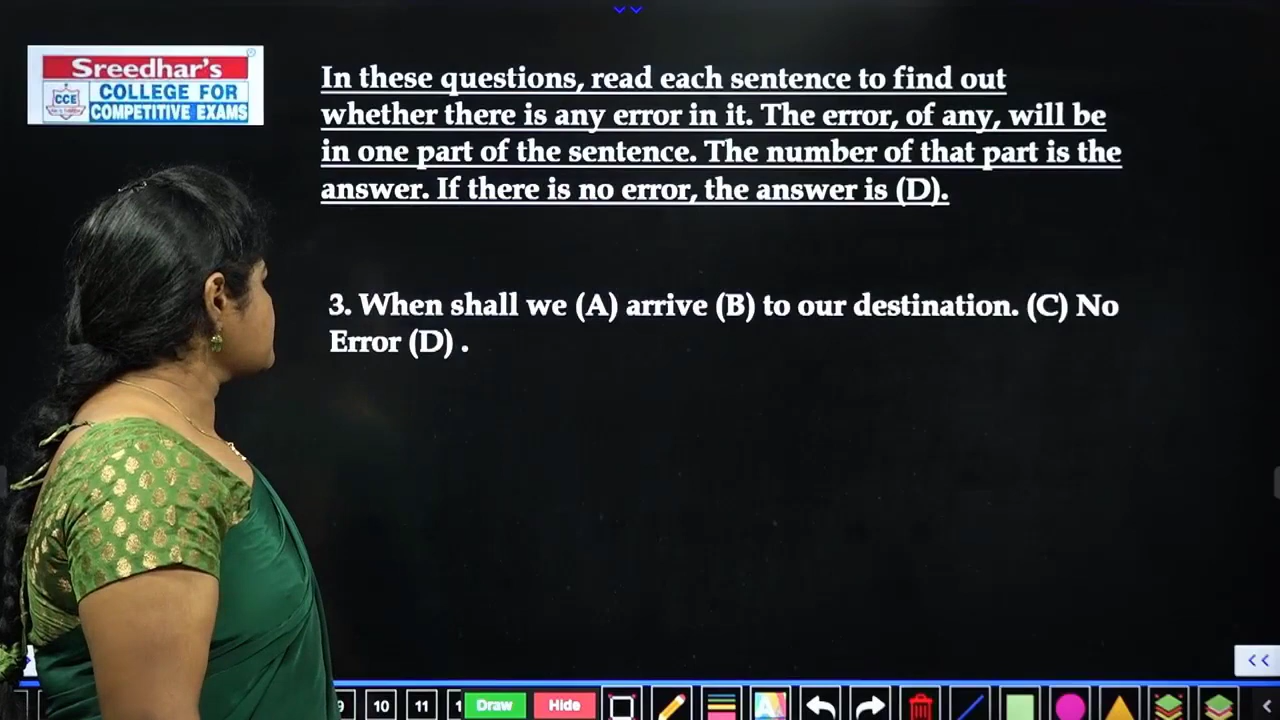 Sreedhar's
CCE
COLLEGE FOR
COMPETITIVE EXAMS
In these questions, read each sentence to find out
whether there is any error in it. The error, of any, will be
in one part of the sentence. The number of that part is the
answer. If there is no error, the answer is (D).
3. When shall we (A) arrive (B) to our destination. (C) No
Error (D) .
9 10 11 1 Draw Hide
<<